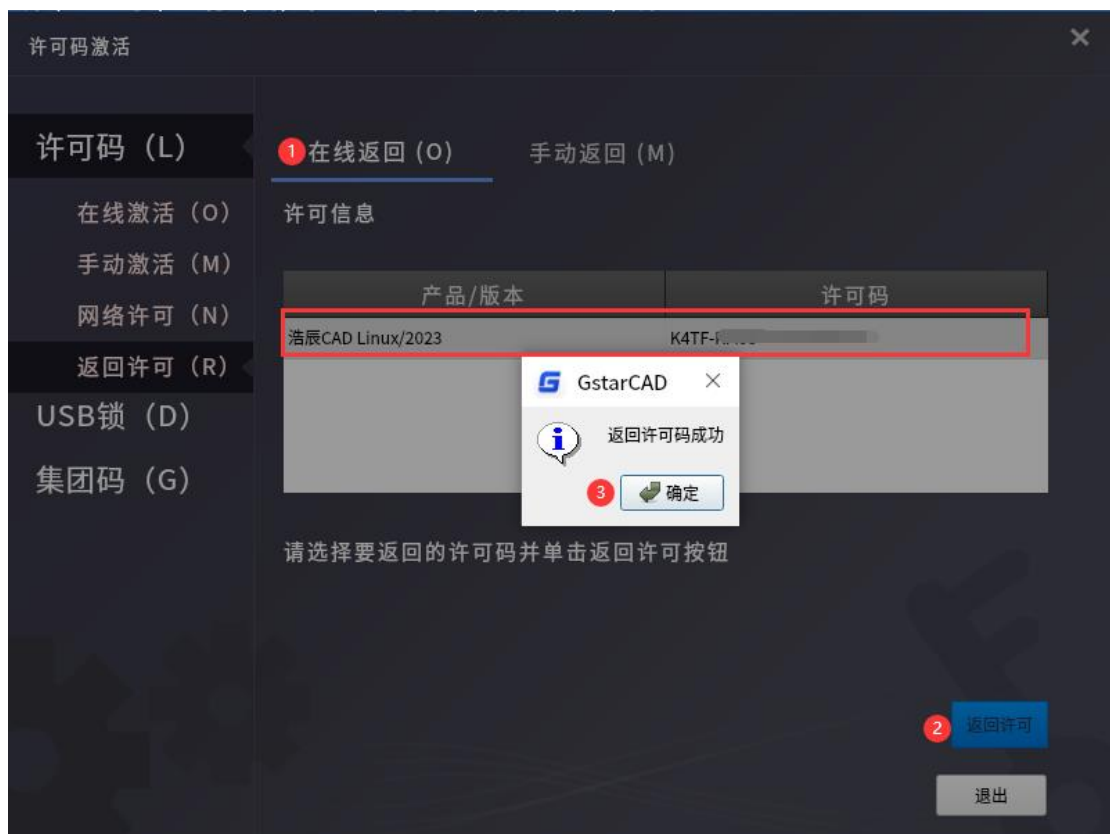 许可码激活
许可码（L）
1 在线返回 (O) 手动返回 (M)
在线激活（O）
许可信息
手动激活（M）
产品/版本 许可码
网络许可（N）
浩辰CAD Linux/2023 K4TF-
返回许可（R）
GstarCAD
USB锁（D）
返回许可码成功
集团码（G）
3 确定
请选择要返回的许可码并单击返回许可按钮
2 返回许可
退出